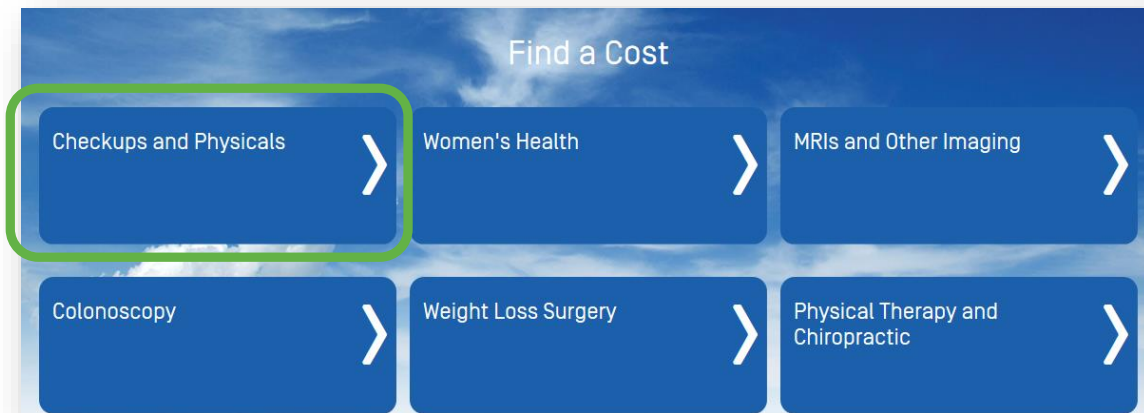 Find a Cost
Checkups and Physicals
Women's Health
MRIs and Other Imaging
Colonoscopy
Weight Loss Surgery
Physical Therapy and
Chiropractic